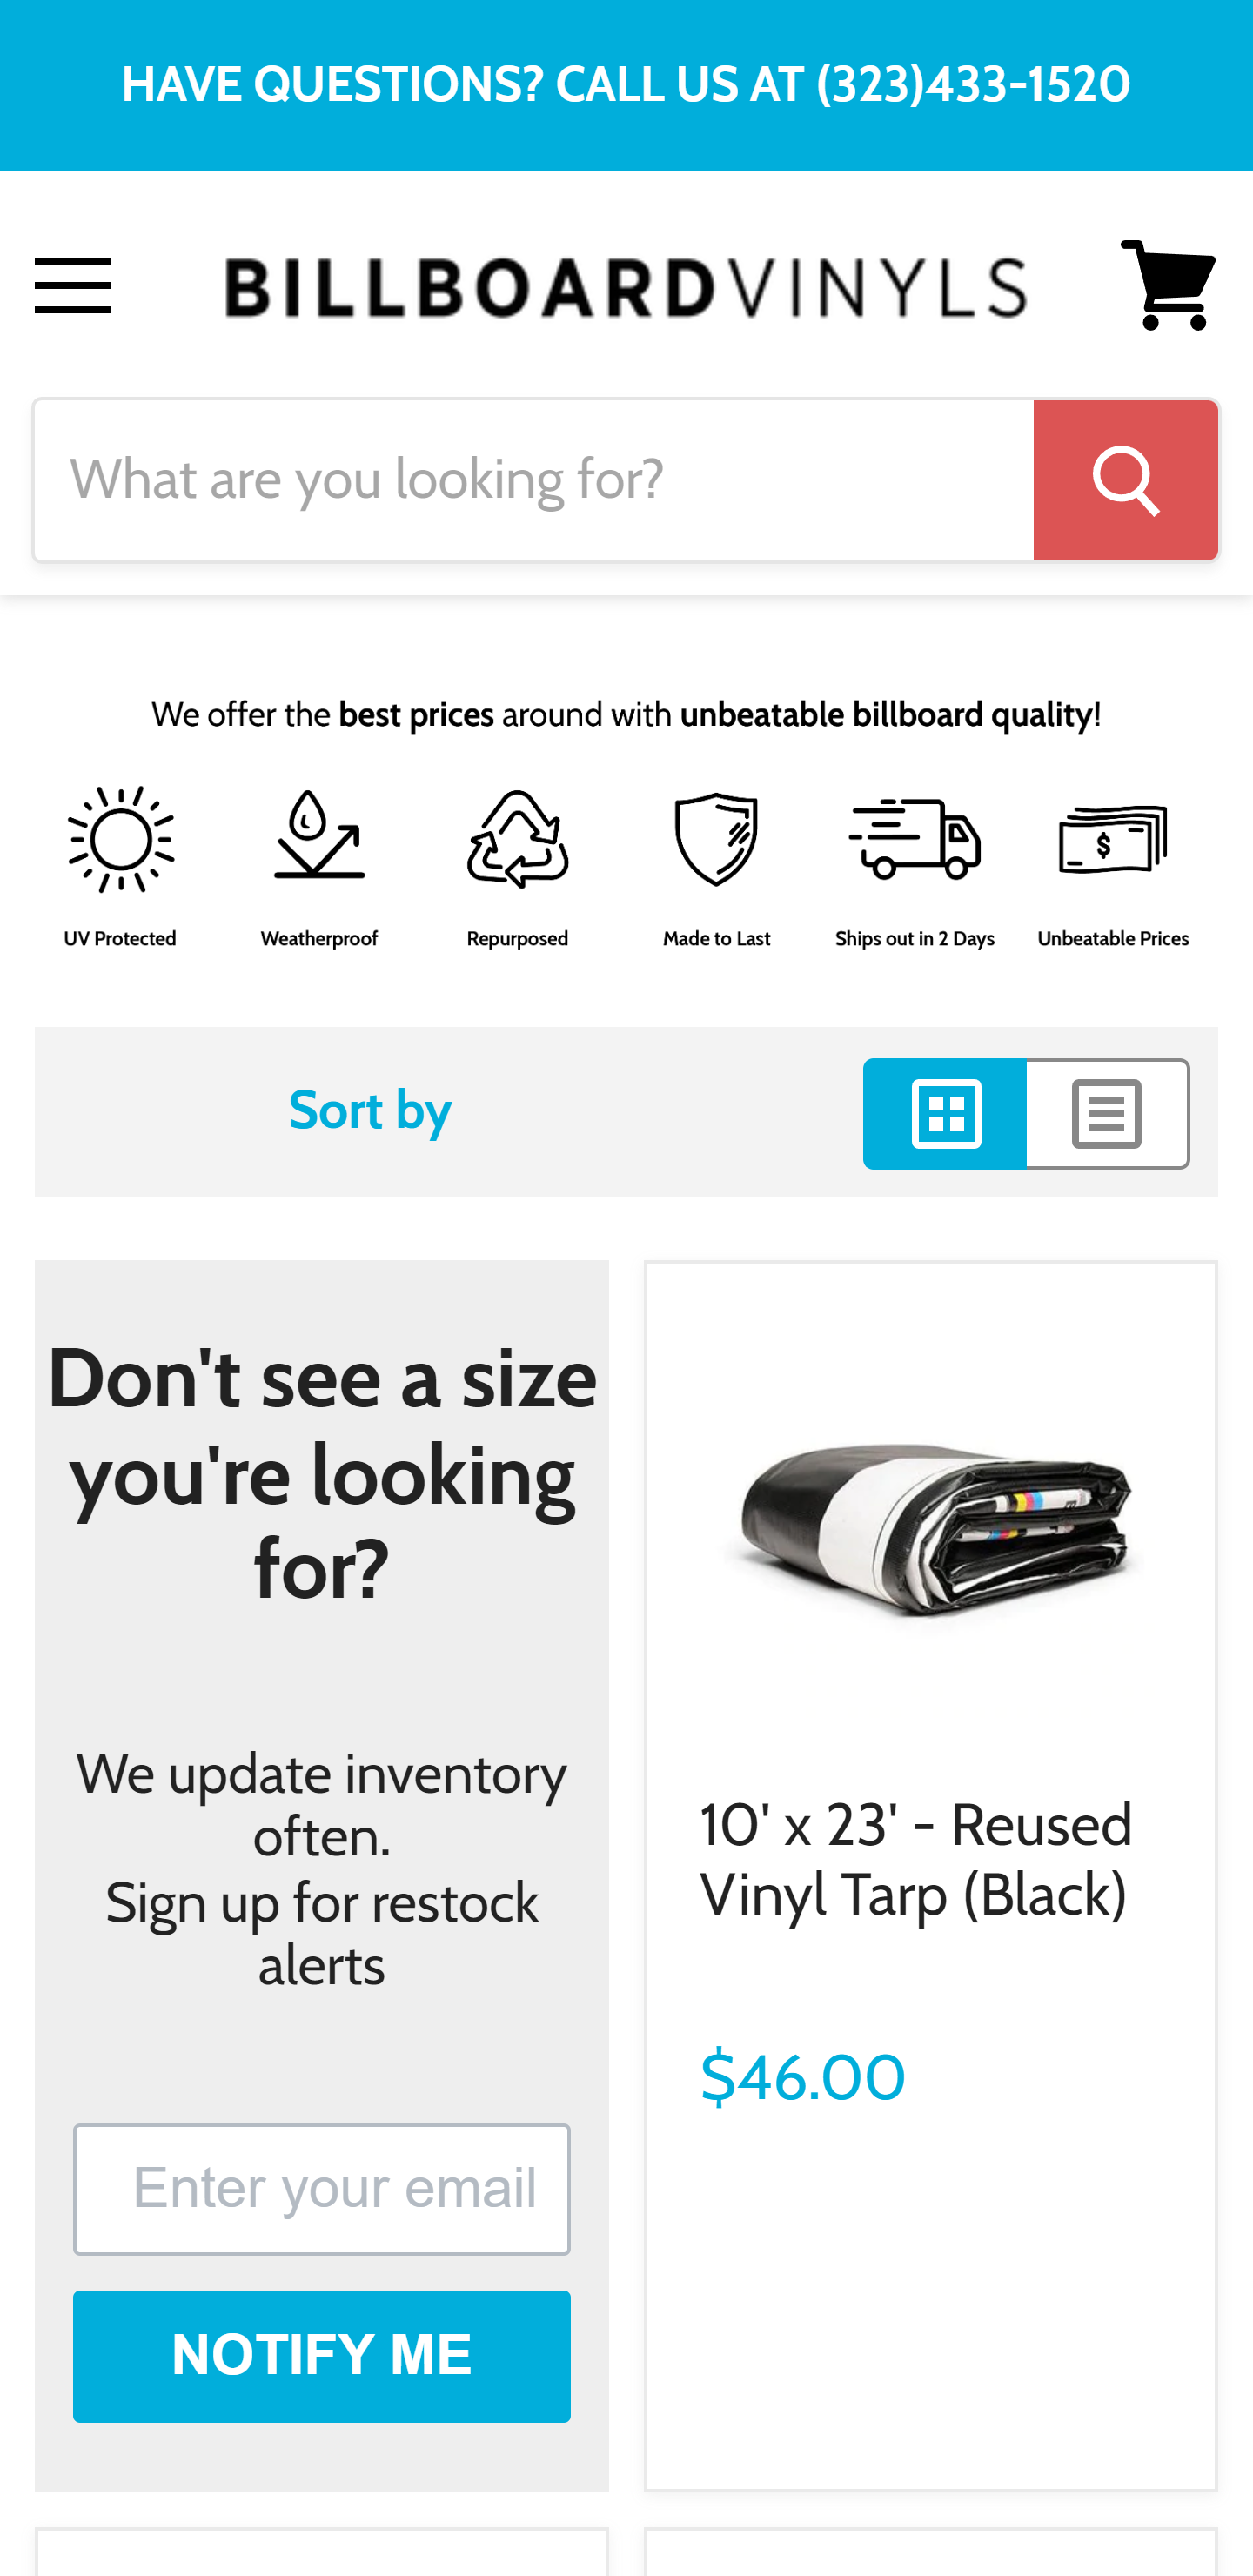 HAVE QUESTIONS? CALL US AT (323)433-1520
BILLBOARDVINYLS
What are you looking for?
We offer the best prices around with unbeatable billboard quality!
UV Protected
Weatherproof
Repurposed
Made to Last
Ships out in 2 Days
Unbeatable Prices
Sort by
Don't see a size
you're looking
for?
We update inventory
often.
Sign up for restock
alerts
Enter your email
NOTIFY ME
10' x 23' - Reused
Vinyl Tarp (Black)
$46.00